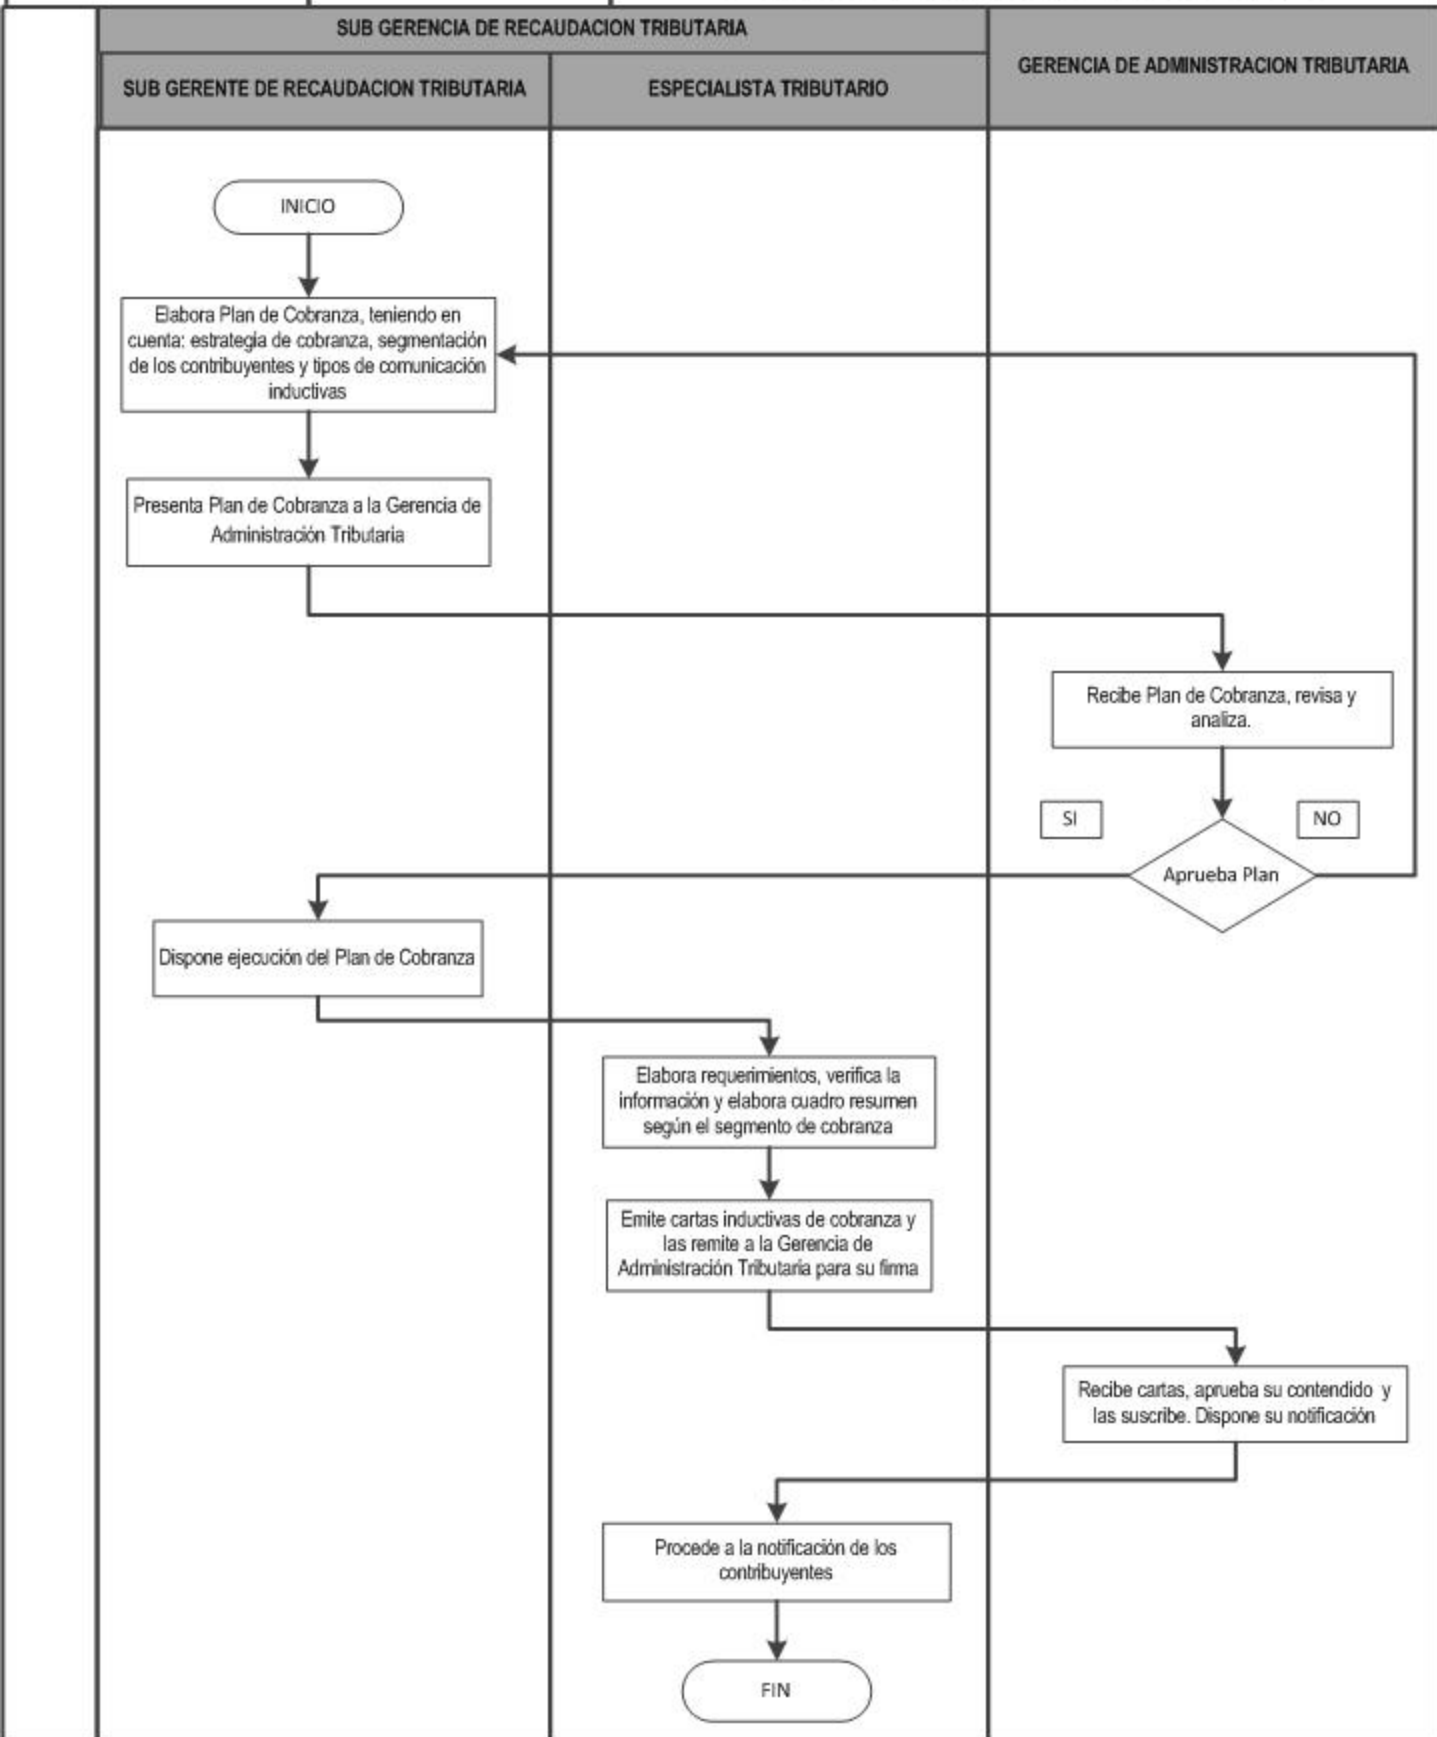 SUB GERENCIA DE RECAUDACION TRIBUTARIA
GERENCIA DE ADMINISTRACION TRIBUTARIA
SUB GERENTE DE RECAUDACION TRIBUTARIA
ESPECIALISTA TRIBUTARIO
INICIO
Elabora Plan de Cobranza, teniendo en
cuenta: estrategia de cobranza, segmentación
de los contribuyentes y tipos de comunicación
inductivas
Presenta Plan de Cobranza a la Gerencia de
Administración Tributaria
Recibe Plan de Cobranza, revisa y
analiza.
SI
NO
Aprueba Plan
Dispone ejecución del Plan de Cobranza
Elabora requerimientos, verifica la
información y elabora cuadro resumen
según el segmento de cobranza
Emite cartas inductivas de cobranza y
las remite a la Gerencia de
Administración Tributaria para su firma
Recibe cartas, aprueba su contendido y
las suscribe. Dispone su notificación
Procede a la notificación de los
contribuyentes
FIN